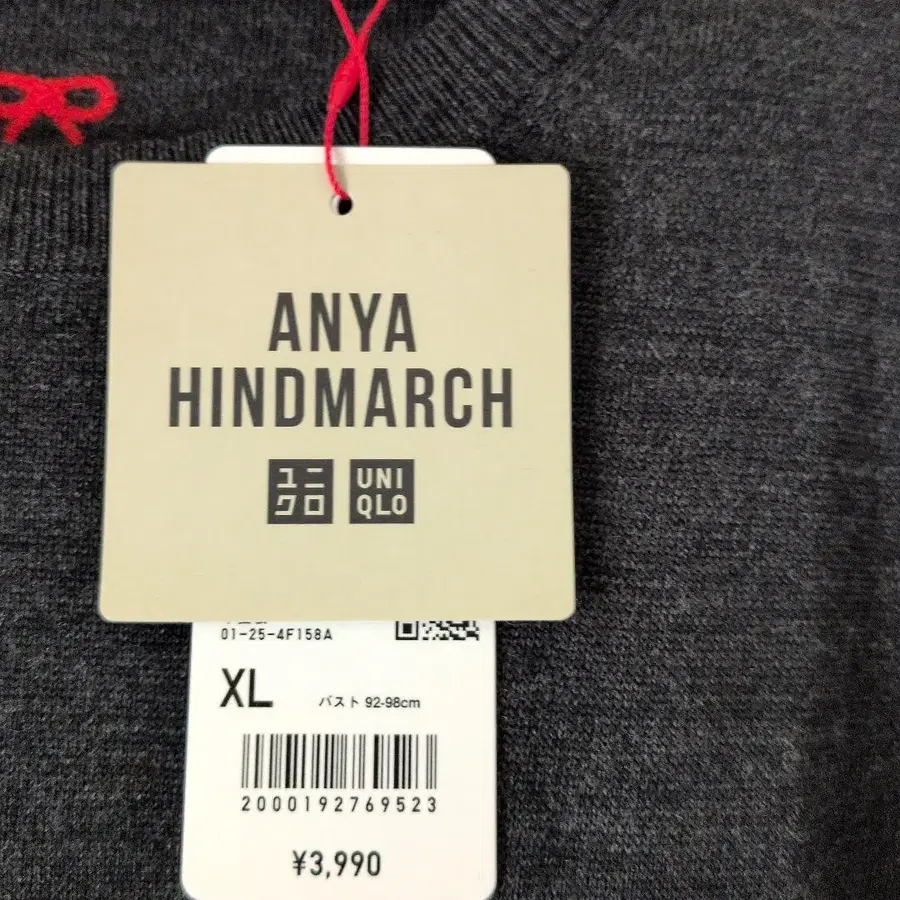 ANYA
HINDMARCH
ユニ
クロ
UNI
QLO
01-25-4F158A
XL
バスト 92-98cm
2000192769523
¥3,990